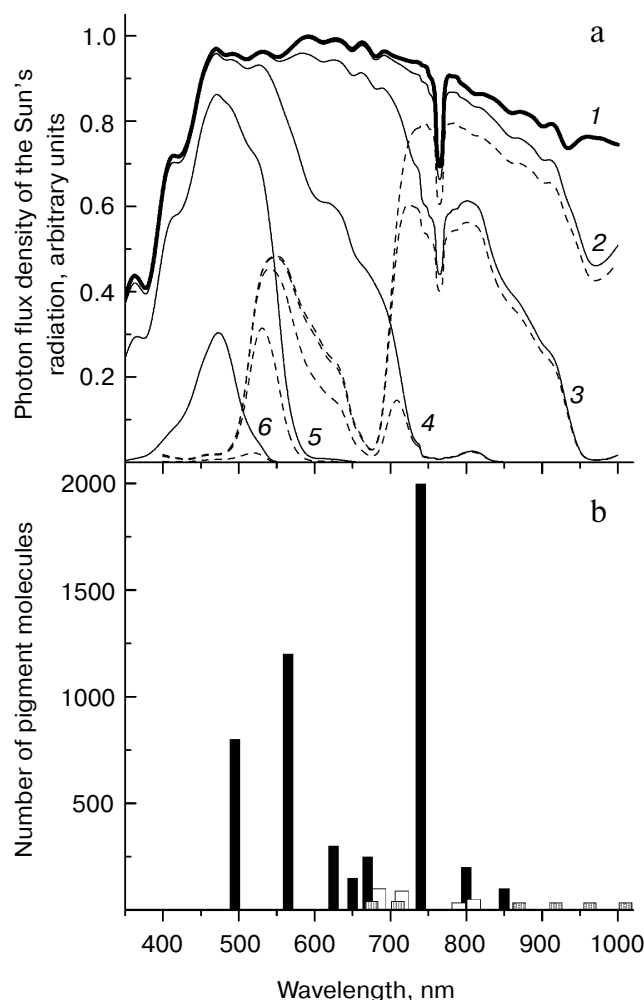 a
Photon flux density of the Sun's
radiation, arbitrary units
1.0
0.8
0.6
0.4
0.2
1
2
3
4
5
6
b
Number of pigment molecules
2000
1500
1000
500
400 500 600 700 800 900 1000
Wavelength, nm